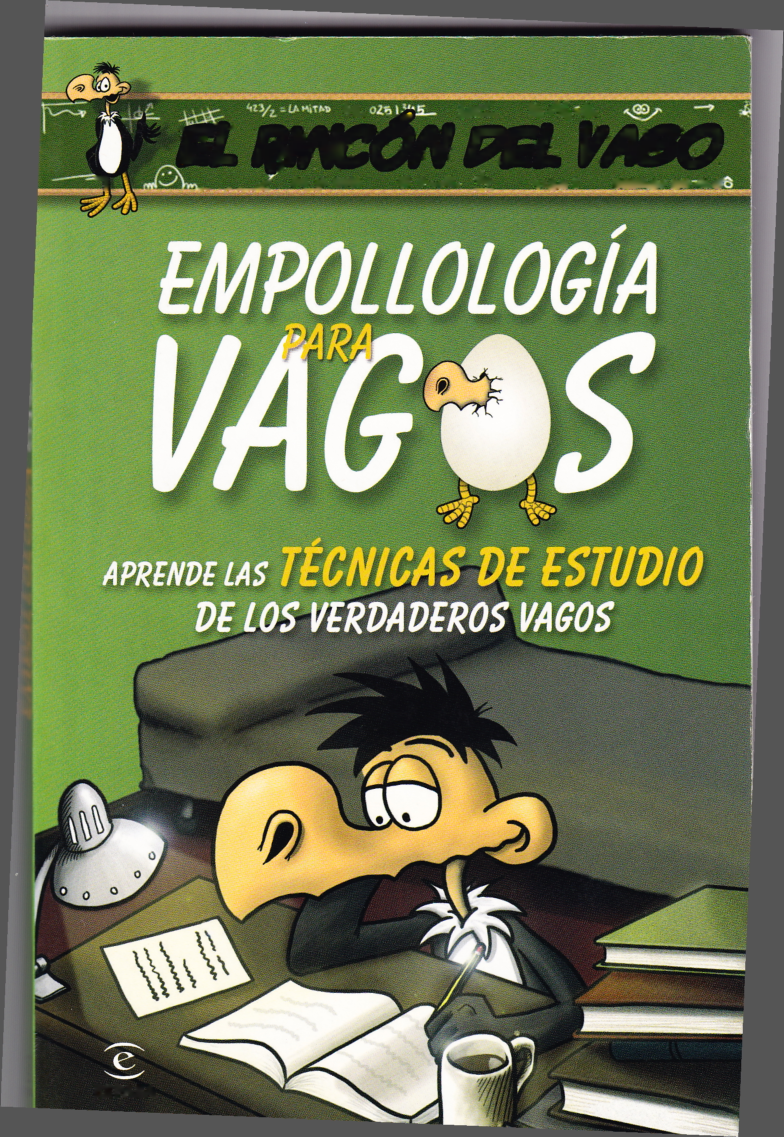 423/2 = LA MITAD
EL RINCÓN DEL VAGO
EMPOLLOLOGÍA
PARA
VAGOS
APRENDE LAS TÉCNICAS DE ESTUDIO
DE LOS VERDADEROS VAGOS
e